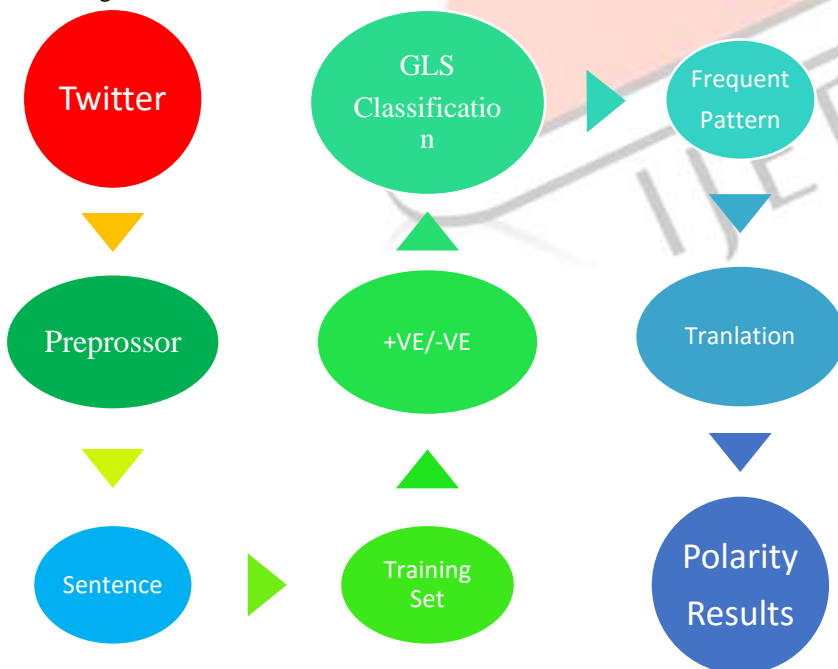 Twitter
Preprossor
Sentence
Training
Set
+VE/-VE
GLS
Classificatio
n
Frequent
Pattern
Tranlation
Polarity
Results